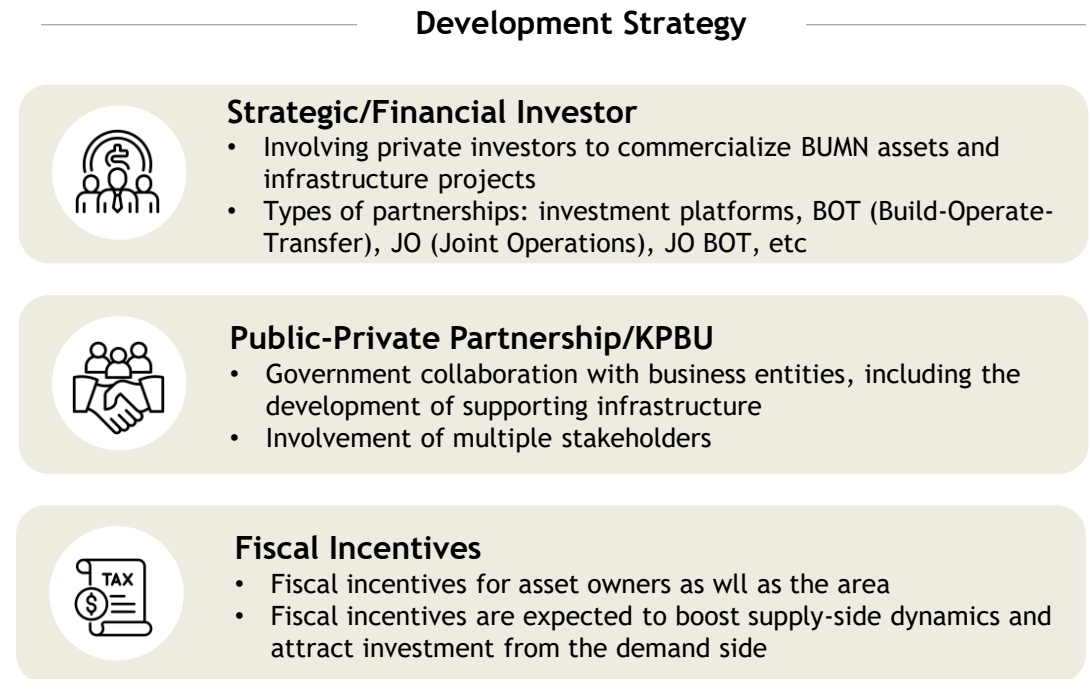 Development Strategy
Strategic/Financial Investor
• Involving private investors to commercialize BUMN assets and
infrastructure projects
• Types of partnerships: investment platforms, BOT (Build-Operate-
Transfer), JO (Joint Operations), JO BOT, etc
Public-Private Partnership/KPBU
• Government collaboration with business entities, including the
development of supporting infrastructure
• Involvement of multiple stakeholders
TAX
$
Fiscal Incentives
• Fiscal incentives for asset owners as wll as the area
• Fiscal incentives are expected to boost supply-side dynamics and
attract investment from the demand side